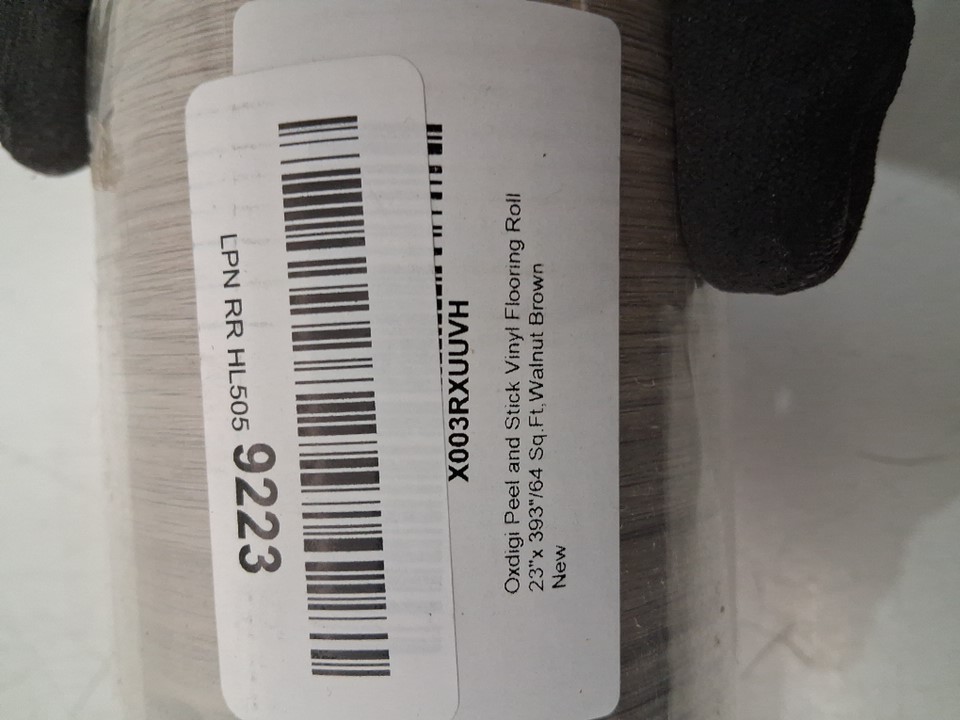 LPN RR HL505 9223
X003RXUUVH
Oxdigi Peel and Stick Vinyl Flooring Roll
23"x 393"/64 Sq.Ft,Walnut Brown
New